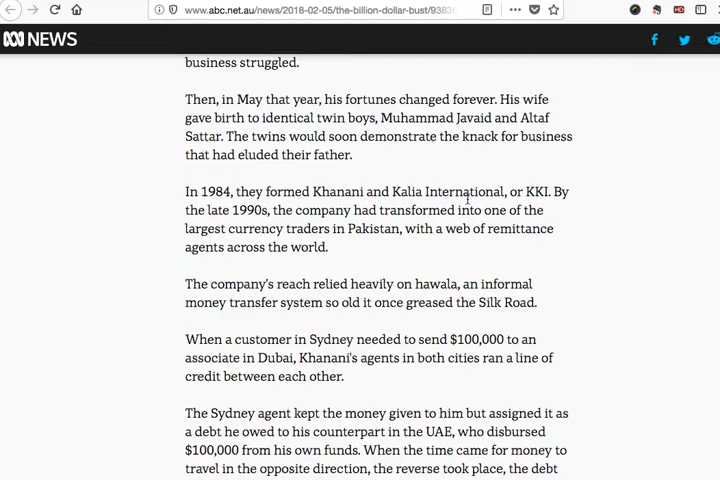 www.abc.net.au/news/2018-02-05/the-billion-dollar-bust/9383
NEWS
business struggled.
Then, in May that year, his fortunes changed forever. His wife
gave birth to identical twin boys, Muhammad Javaid and Altaf
Sattar. The twins would soon demonstrate the knack for business
that had eluded their father.
In 1984, they formed Khanani and Kalia International, or KKI. By
the late 1990s, the company had transformed into one of the
largest currency traders in Pakistan, with a web of remittance
agents across the world.
The company's reach relied heavily on hawala, an informal
money transfer system so old it once greased the Silk Road.
When a customer in Sydney needed to send $100,000 to an
associate in Dubai, Khanani's agents in both cities ran a line of
credit between each other.
The Sydney agent kept the money given to him but assigned it as
a debt he owed to his counterpart in the UAE, who disbursed
$100,000 from his own funds. When the time came for money to
travel in the opposite direction, the reverse took place, the debt